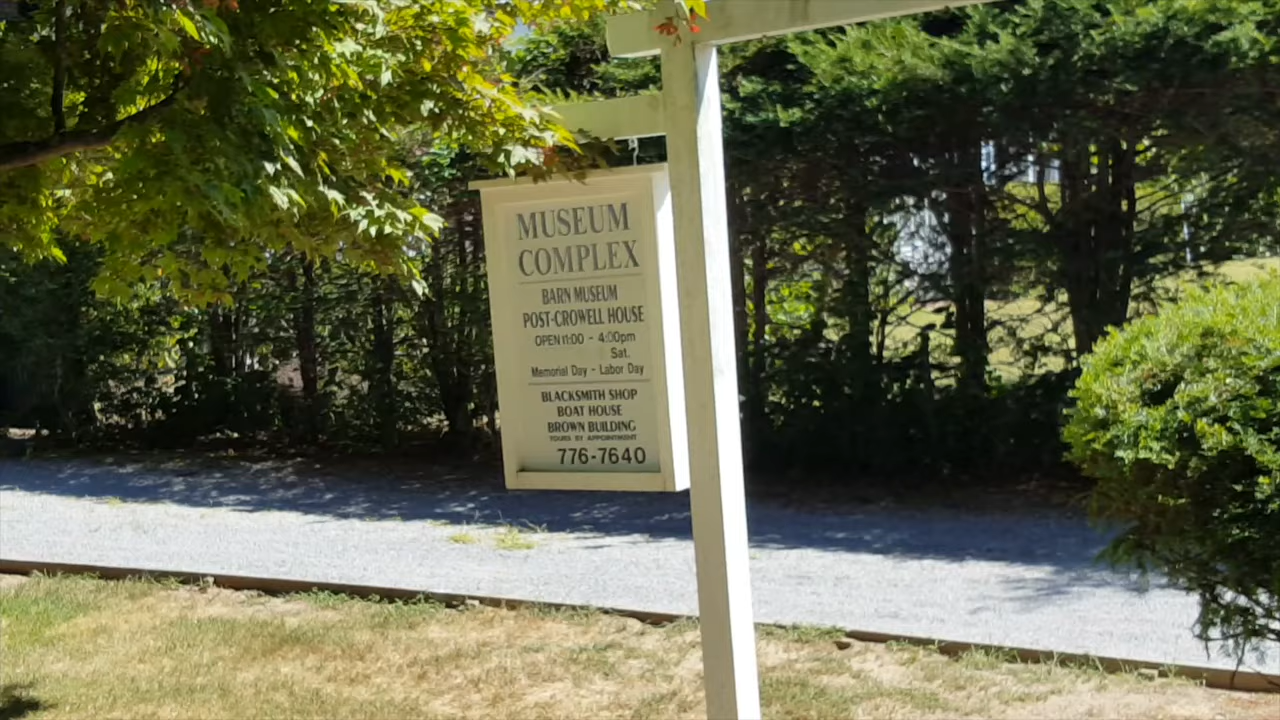 MUSEUM
COMPLEX
BARN MUSEUM
POST-CROWELL HOUSE
OPEN 11:00 - 4:00pm
Sat.
Memorial Day - Labor Day
BLACKSMITH SHOP
BOAT HOUSE
BROWN BUILDING
TOURS BY APPOINTMENT
776-7640